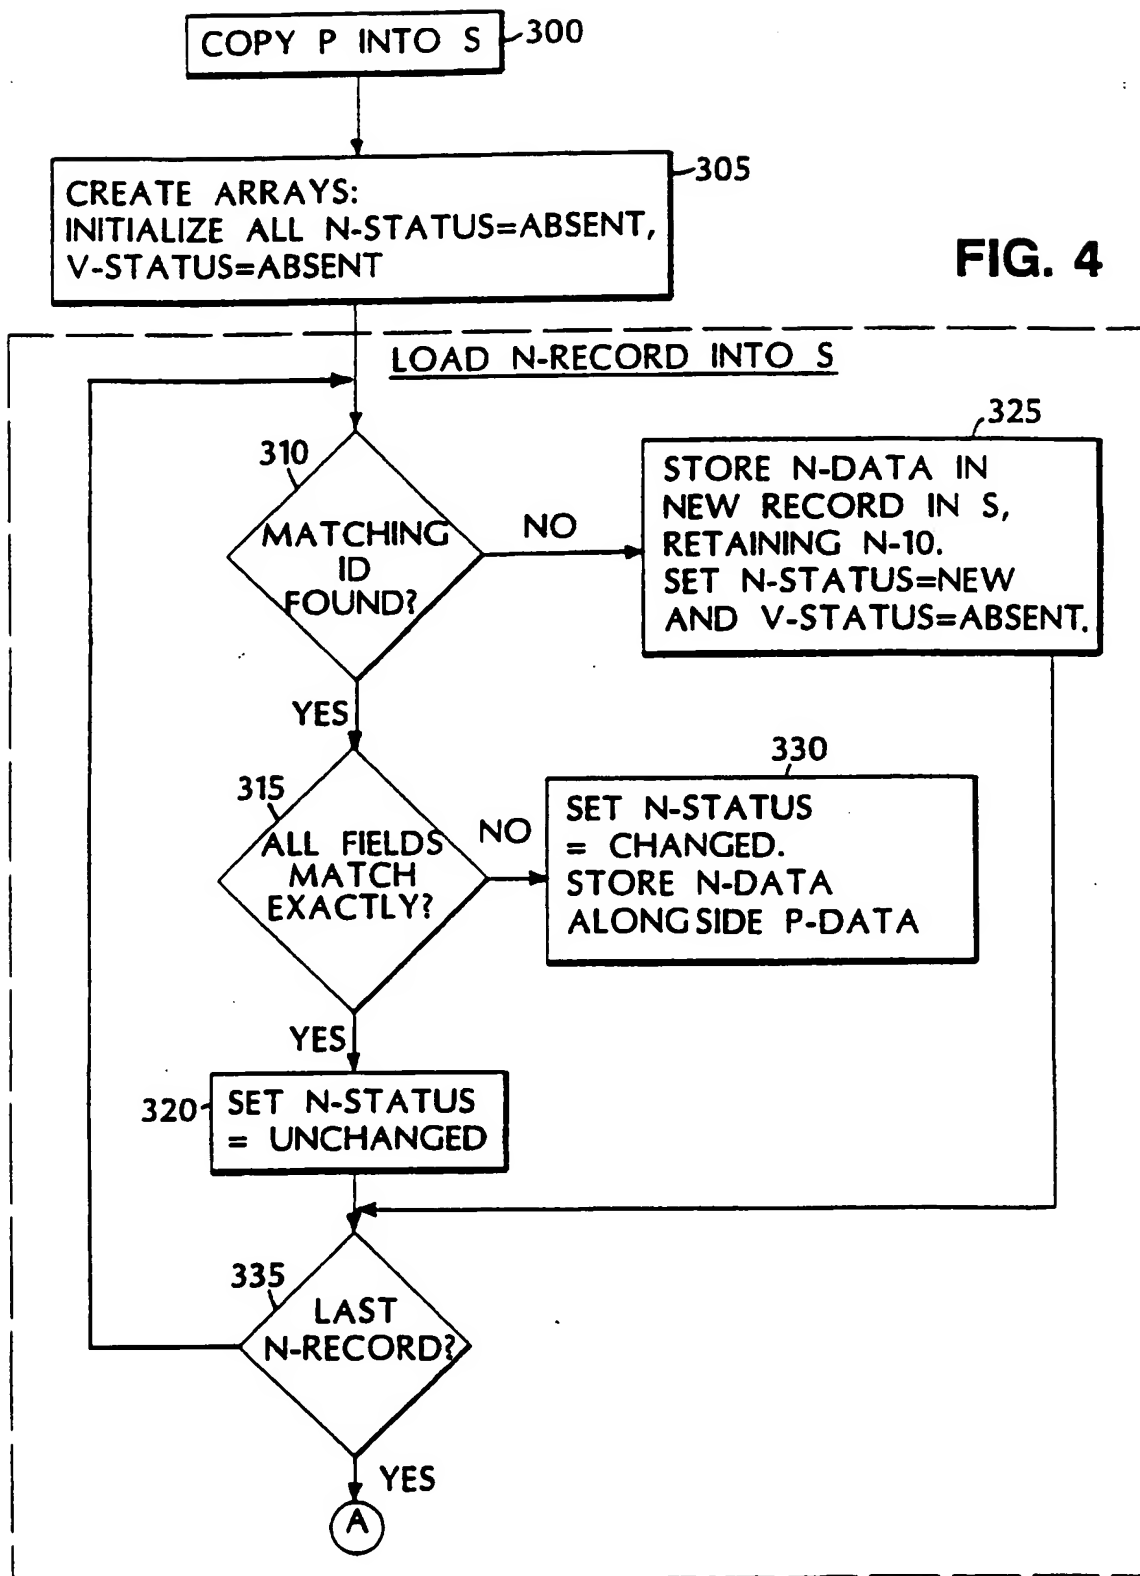 COPY P INTO S
300
305
CREATE ARRAYS:
INITIALIZE ALL N-STATUS=ABSENT,
V-STATUS=ABSENT
FIG. 4
LOAD N-RECORD INTO S
310
MATCHING
ID
FOUND?
NO
325
STORE N-DATA IN
NEW RECORD IN S,
RETAINING N-10.
SET N-STATUS=NEW
AND V-STATUS=ABSENT.
YES
315
ALL FIELDS
MATCH
EXACTLY?
NO
330
SET N-STATUS
= CHANGED.
STORE N-DATA
ALONGSIDE P-DATA
YES
320
SET N-STATUS
= UNCHANGED
335
LAST
N-RECORD?
YES
A